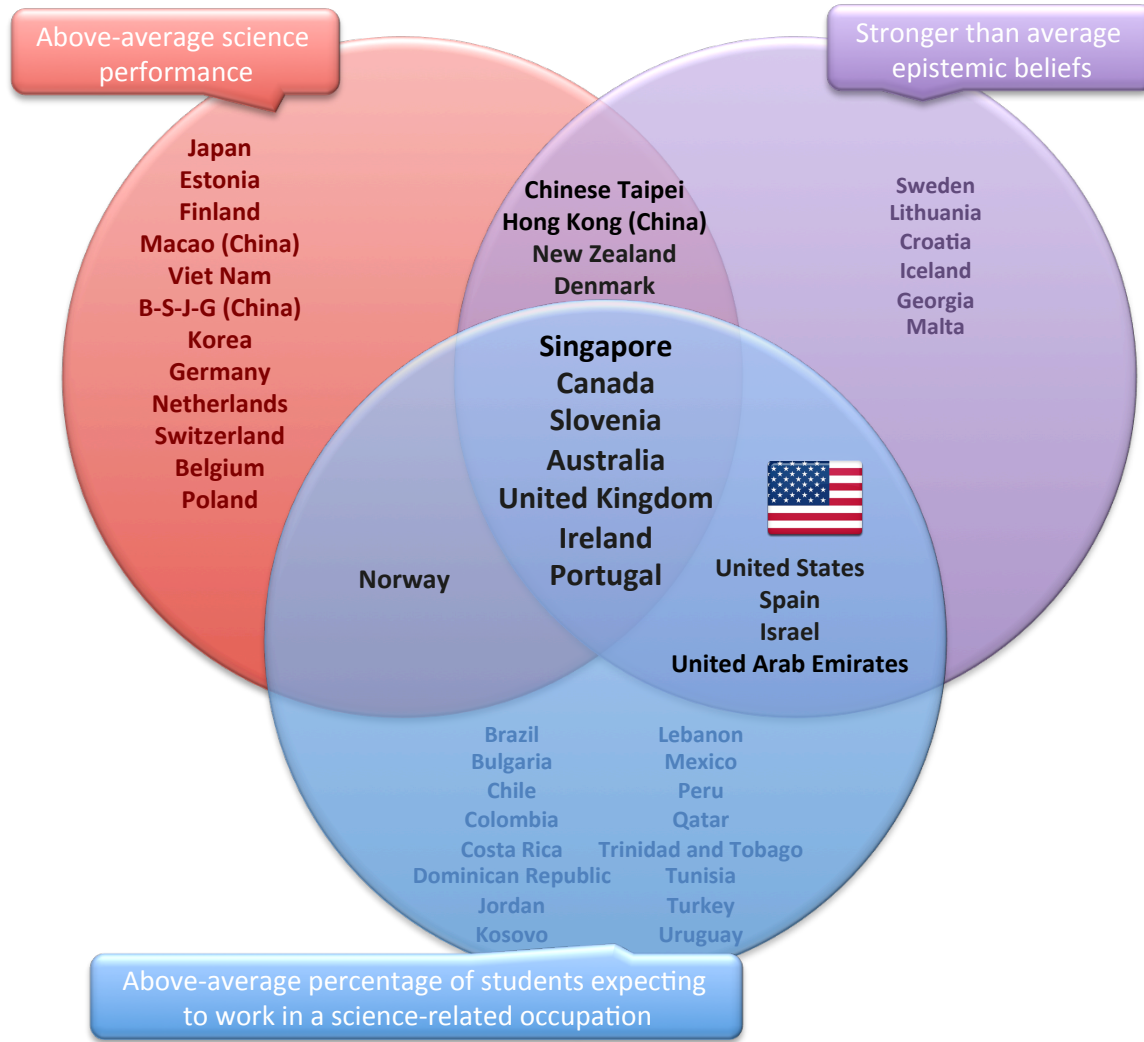 Above-average science
performance
Stronger than average
epistemic beliefs
Japan
Estonia
Finland
Macao (China)
Viet Nam
B-S-J-G (China)
Korea
Germany
Netherlands
Switzerland
Belgium
Poland
Chinese Taipei
Hong Kong (China)
New Zealand
Denmark
Sweden
Lithuania
Croatia
Iceland
Georgia
Malta
Singapore
Canada
Slovenia
Australia
United Kingdom
Ireland
Portugal
Norway
United States
Spain
Israel
United Arab Emirates
Brazil
Bulgaria
Chile
Colombia
Costa Rica
Dominican Republic
Jordan
Kosovo
Lebanon
Mexico
Peru
Qatar
Trinidad and Tobago
Tunisia
Turkey
Uruguay
Above-average percentage of students expecting
to work in a science-related occupation